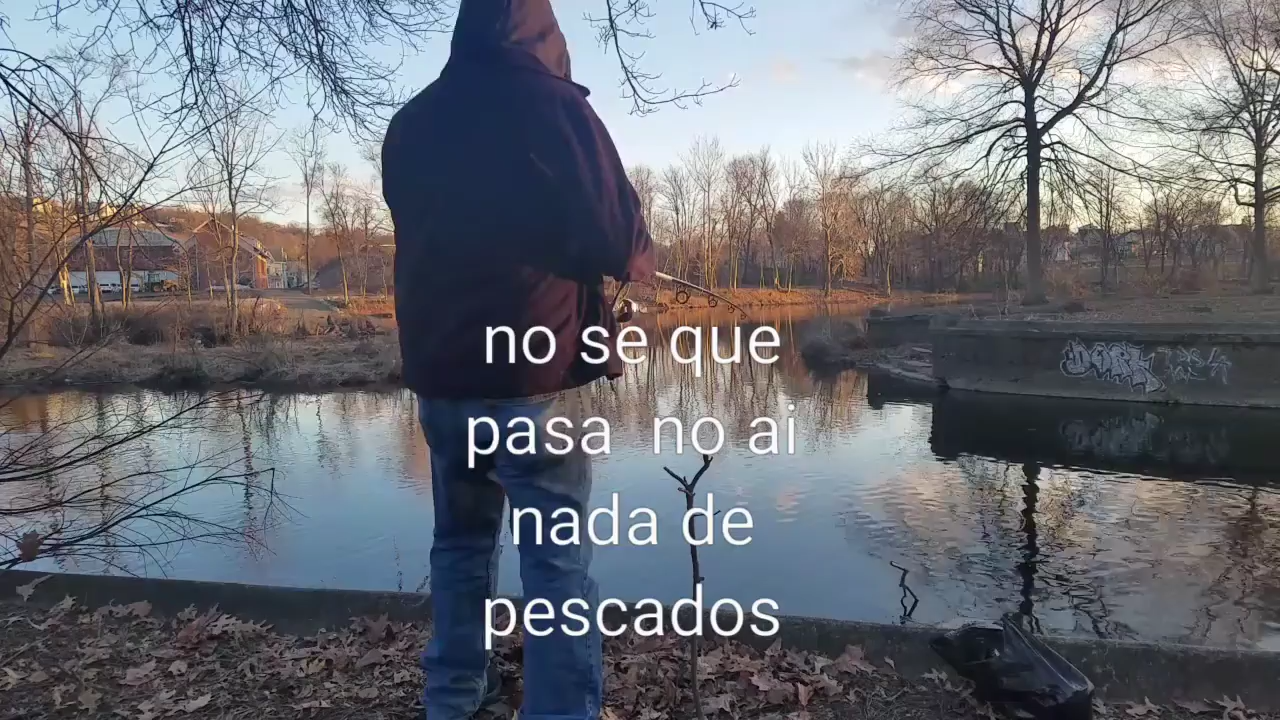 no se que
pasa no ai
nada de
pescados